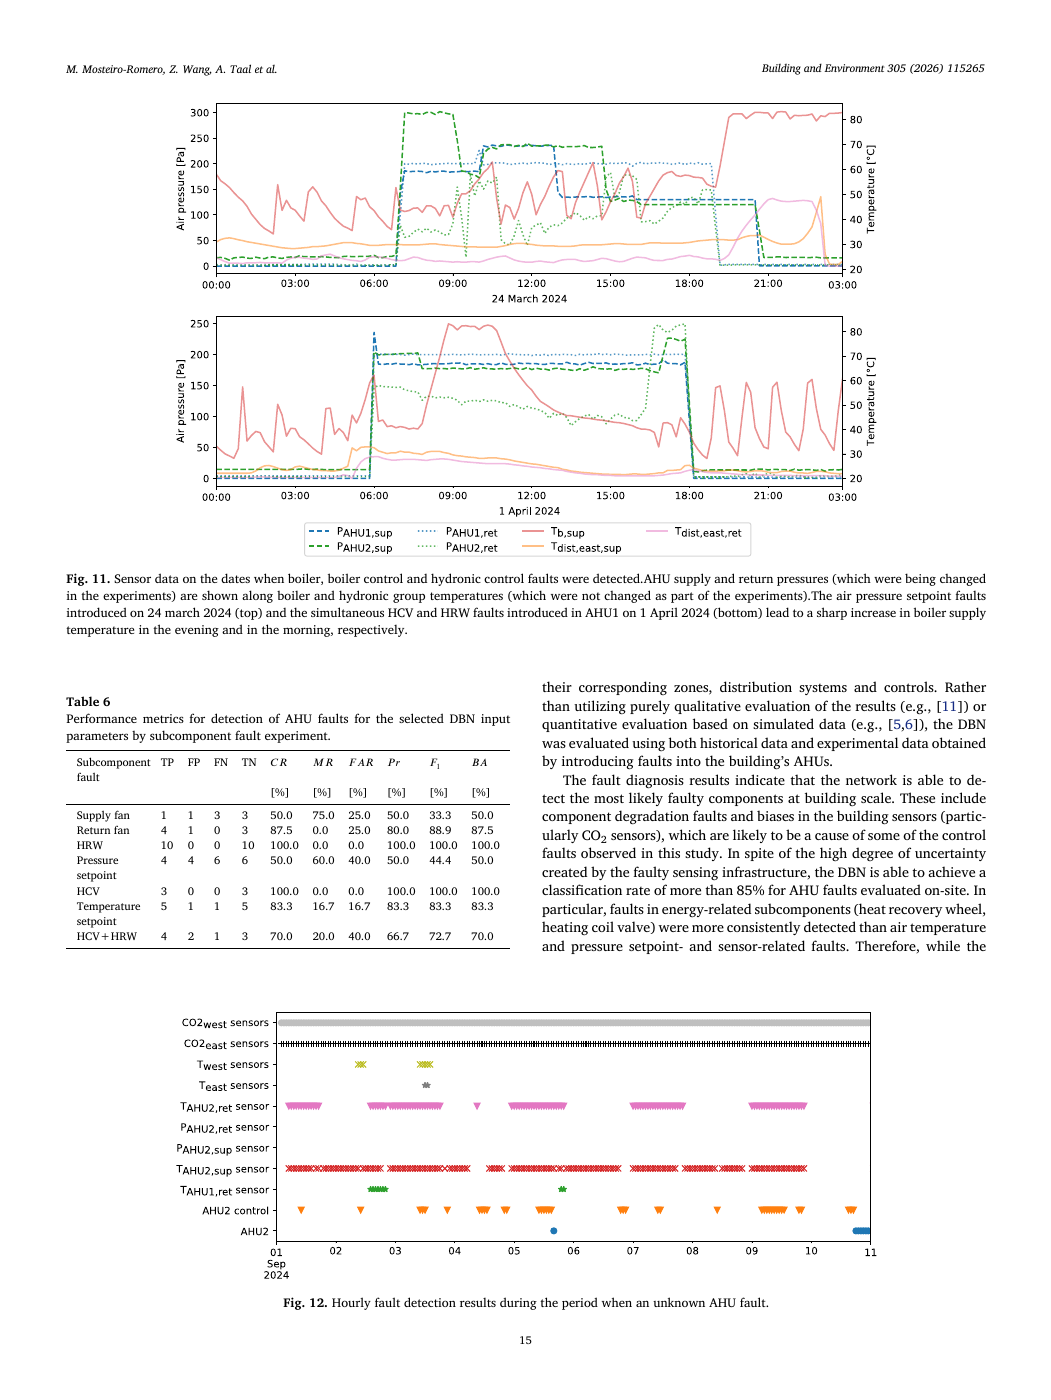 M. Mosteiro-Romero, Z. Wang, A. Taal et al.
Building and Environment 305 (2026) 115265
300
250
200
150
100
50
0
Air pressure [Pa]
80
70
60
50
40
30
20
Temperature [°C]
00:00 03:00 06:00 09:00 12:00 15:00 18:00 21:00 03:00
24 March 2024
250
200
150
100
50
0
Air pressure [Pa]
80
70
60
50
40
30
20
Temperature [°C]
00:00 03:00 06:00 09:00 12:00 15:00 18:00 21:00 03:00
1 April 2024
PAHU1,sup PAHU1,ret Tb,sup Tdist,east,ret
PAHU2,sup PAHU2,ret Tdist,east,sup
Fig. 11. Sensor data on the dates when boiler, boiler control and hydronic control faults were detected.AHU supply and return pressures (which were being changed
in the experiments) are shown along boiler and hydronic group temperatures (which were not changed as part of the experiments).The air pressure setpoint faults
introduced on 24 march 2024 (top) and the simultaneous HCV and HRW faults introduced in AHU1 on 1 April 2024 (bottom) lead to a sharp increase in boiler supply
temperature in the evening and in the morning, respectively.
Table 6
Performance metrics for detection of AHU faults for the selected DBN input
parameters by subcomponent fault experiment.
Subcomponent TP FP FN TN CR MR FAR Pr F1 BA
fault
[%] [%] [%] [%] [%] [%]
Supply fan 1 1 3 3 50.0 75.0 25.0 50.0 33.3 50.0
Return fan 4 1 0 3 87.5 0.0 25.0 80.0 88.9 87.5
HRW 10 0 0 10 100.0 0.0 0.0 100.0 100.0 100.0
Pressure 4 4 6 6 50.0 60.0 40.0 50.0 44.4 50.0
setpoint
HCV 3 0 0 3 100.0 0.0 0.0 100.0 100.0 100.0
Temperature 5 1 1 5 83.3 16.7 16.7 83.3 83.3 83.3
setpoint
HCV+HRW 4 2 1 3 70.0 20.0 40.0 66.7 72.7 70.0
their corresponding zones, distribution systems and controls. Rather
than utilizing purely qualitative evaluation of the results (e.g., [11]) or
quantitative evaluation based on simulated data (e.g., [5,6]), the DBN
was evaluated using both historical data and experimental data obtained
by introducing faults into the building's AHUs.
The fault diagnosis results indicate that the network is able to de-
tect the most likely faulty components at building scale. These include
component degradation faults and biases in the building sensors (partic-
ularly CO2 sensors), which are likely to be a cause of some of the control
faults observed in this study. In spite of the high degree of uncertainty
created by the faulty sensing infrastructure, the DBN is able to achieve a
classification rate of more than 85% for AHU faults evaluated on-site. In
particular, faults in energy-related subcomponents (heat recovery wheel,
heating coil valve) were more consistently detected than air temperature
and pressure setpoint- and sensor-related faults. Therefore, while the
CO2west sensors
CO2east sensors
Twest sensors
Teast sensors
TAHU2,ret sensor
PAHU2,ret sensor
PAHU2,sup sensor
TAHU2,sup sensor
TAHU1,ret sensor
AHU2 control
AHU2
01 02 03 04 05 06 07 08 09 10 11
Sep
2024
Fig. 12. Hourly fault detection results during the period when an unknown AHU fault.
15